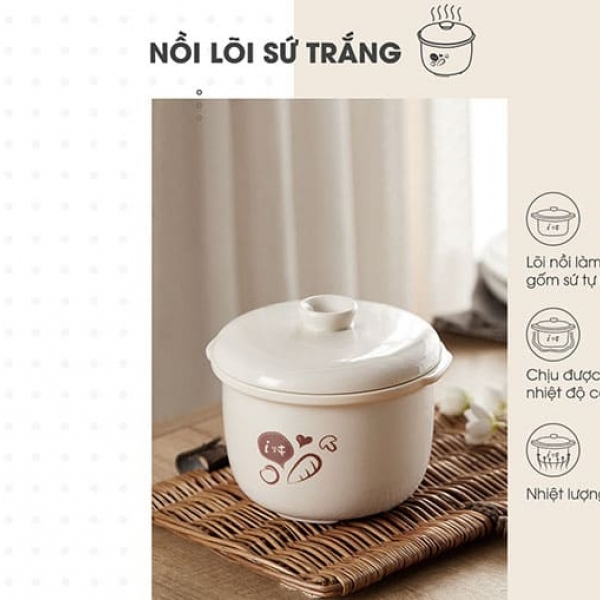 NỒI LÕI SỨ TRẮNG
Lõi nồi làm
gốm sứ tự
Chịu được
nhiệt độ c
Nhiệt lượng